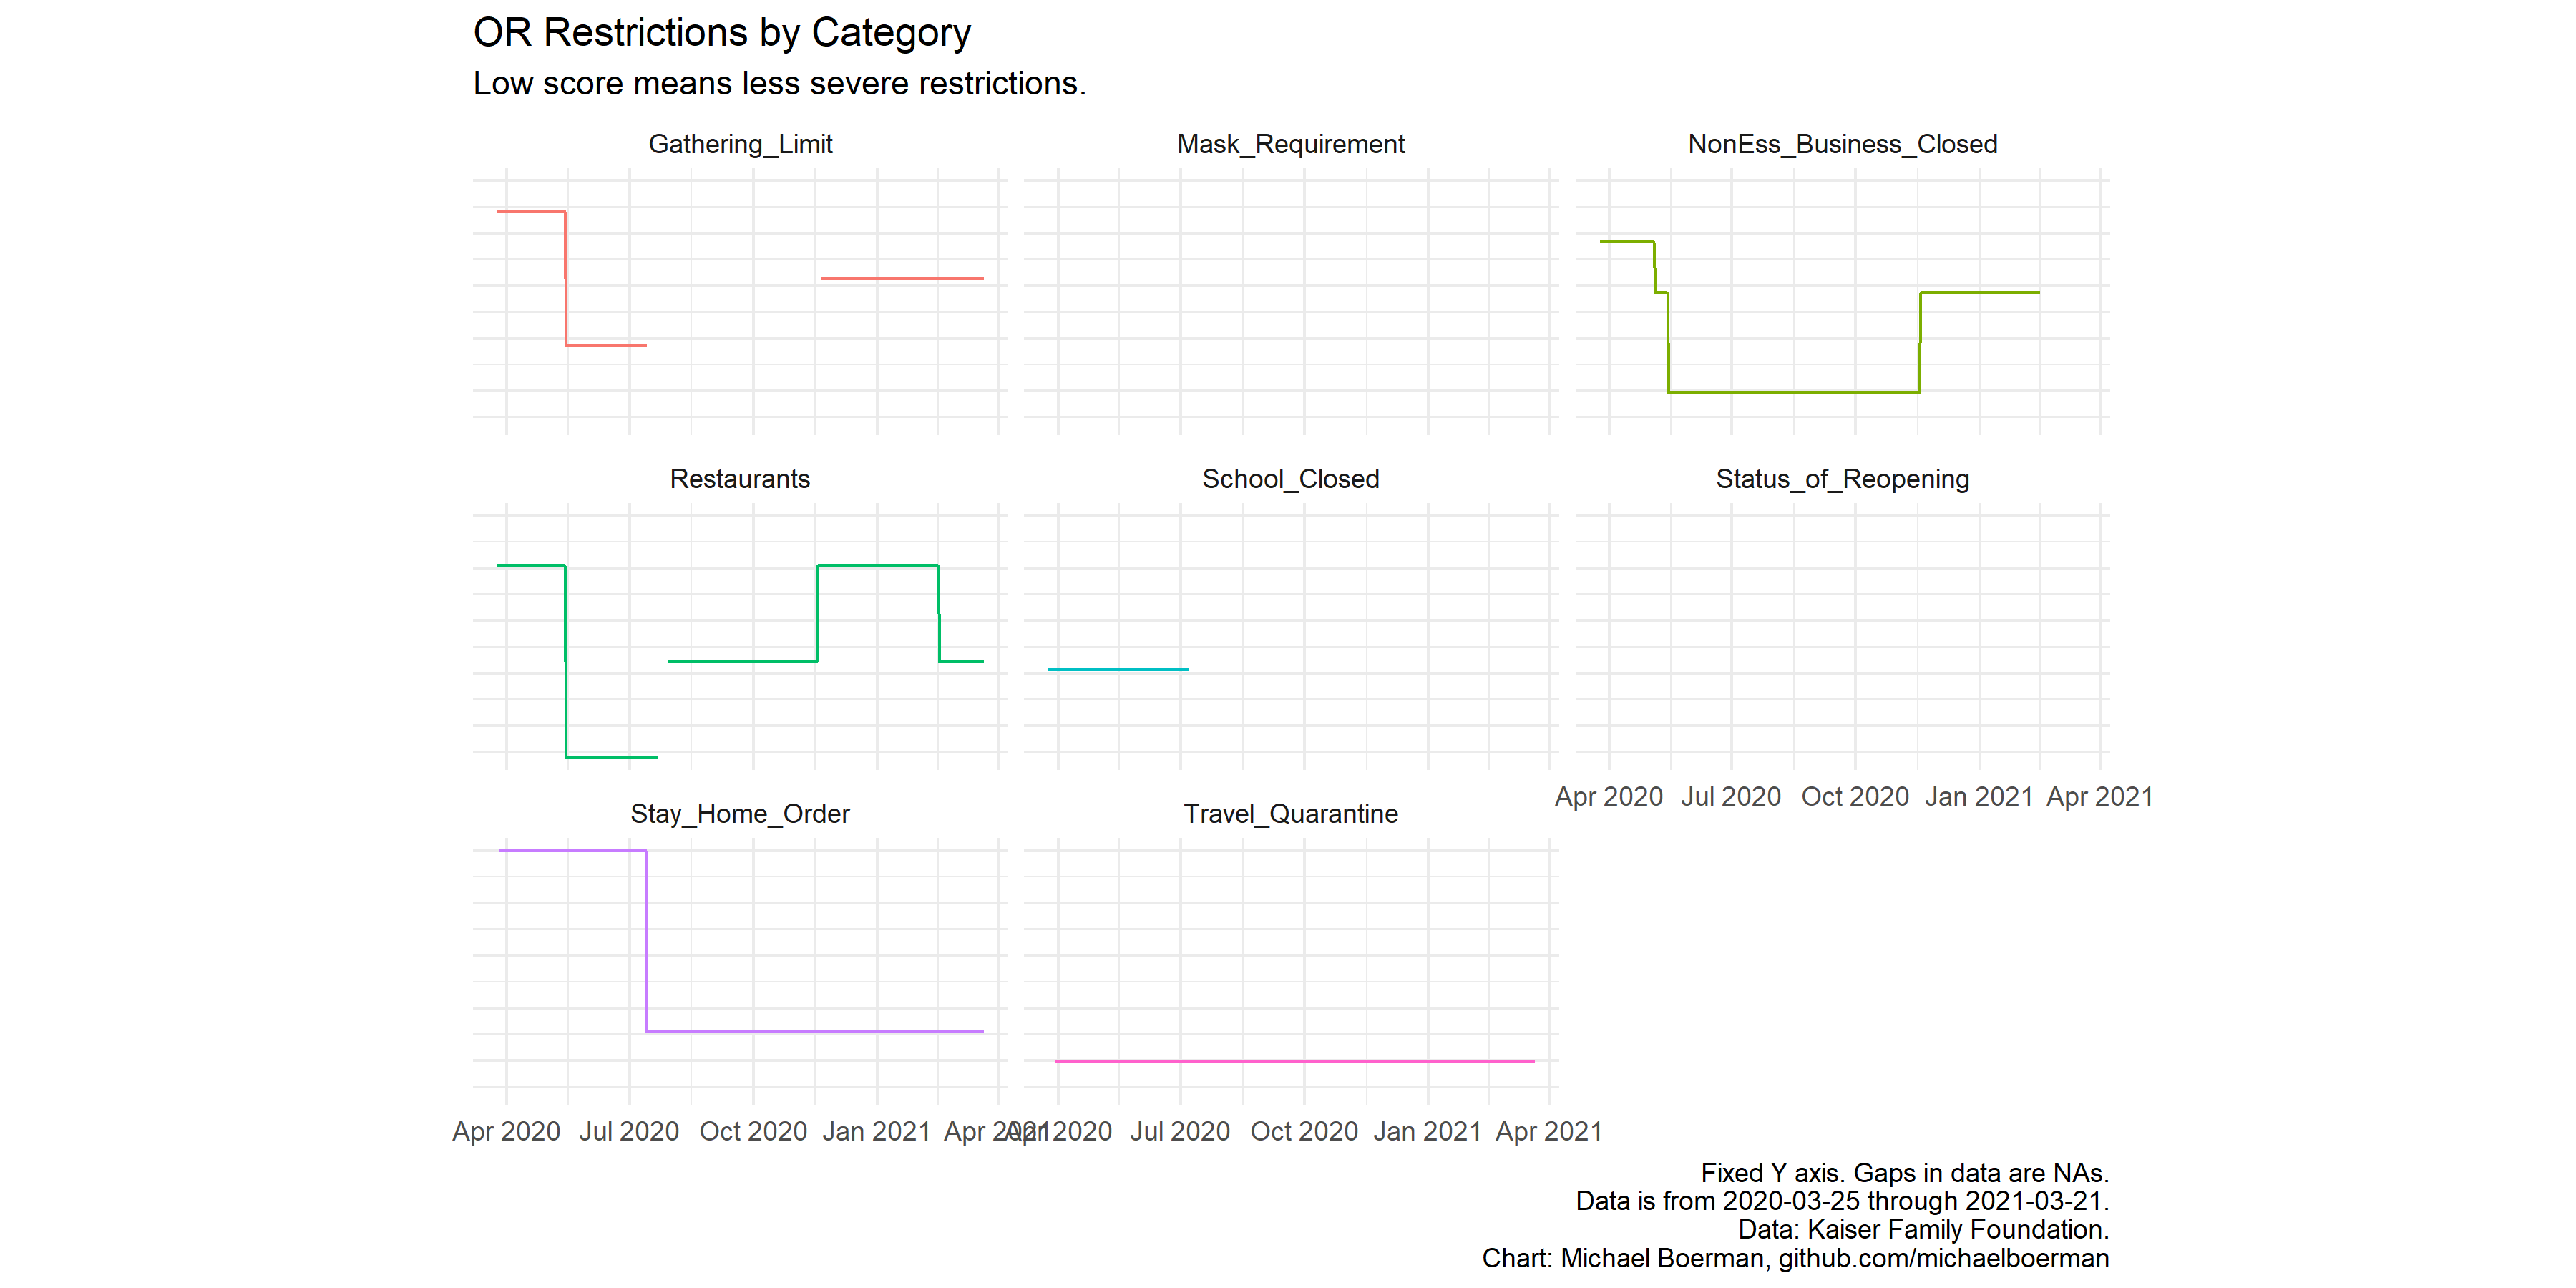 OR Restrictions by Category
Low score means less severe restrictions.
Gathering_Limit
Mask_Requirement
NonEss_Business_Closed
Restaurants
School_Closed
Status_of_Reopening
Apr 2020 Jul 2020 Oct 2020 Jan 2021 Apr 2021
Stay_Home_Order
Travel_Quarantine
Apr 2020 Jul 2020 Oct 2020 Jan 2021 Apr 2021
Apr 2020 Jul 2020 Oct 2020 Jan 2021 Apr 2021
Fixed Y axis. Gaps in data are NAs.
Data is from 2020-03-25 through 2021-03-21.
Data: Kaiser Family Foundation.
Chart: Michael Boerman, github.com/michaelboerman